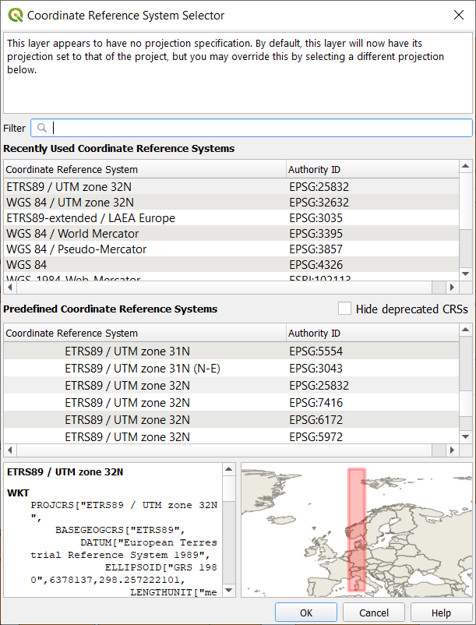 Coordinate Reference System Selector
This layer appears to have no projection specification. By default, this layer will now have its
projection set to that of the project, but you may override this by selecting a different projection
below.
Filter
Recently Used Coordinate Reference Systems
Coordinate Reference System Authority ID
ETRS89 / UTM zone 32N EPSG:25832
WGS 84 / UTM zone 32N EPSG:32632
ETRS89-extended / LAEA Europe EPSG:3035
WGS 84 / World Mercator EPSG:3395
WGS 84 / Pseudo-Mercator EPSG:3857
WGS 84 EPSG:4326
WGS_1984_Web_Mercator ESRI:102113
Predefined Coordinate Reference Systems Hide deprecated CRSs
Coordinate Reference System Authority ID
ETRS89 / UTM zone 31N EPSG:5554
ETRS89 / UTM zone 31N (N-E) EPSG:3043
ETRS89 / UTM zone 32N EPSG:25832
ETRS89 / UTM zone 32N EPSG:7416
ETRS89 / UTM zone 32N EPSG:6172
ETRS89 / UTM zone 32N EPSG:5972
ETRS89 / UTM zone 32N
WKT
PROJCRS["ETRS89 / UTM zone 32N
",
BASEGEOGCRS["ETRS89",
DATUM["European Terres
trial Reference System 1989",
ELLIPSOID["GRS 198
0",6378137,298.257222101,
LENGTHUNIT["me
OK Cancel Help